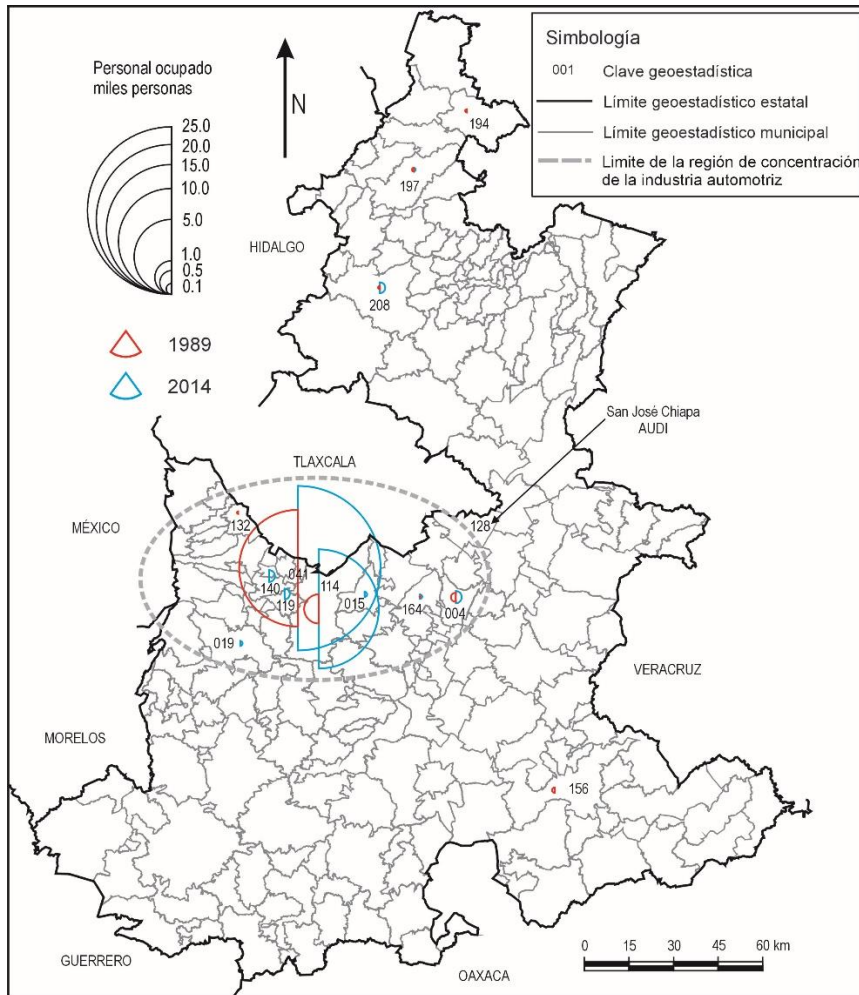 Personal ocupado
miles personas
25.0
20.0
15.0
10.0
5.0
1.0
0.5
0.1
1989
2014
N
Simbología
001 Clave geoestadística
Límite geoestadístico estatal
Límite geoestadístico municipal
Limite de la región de concentración
de la industria automotriz
194
197
HIDALGO
208
San José Chiapa
AUDI
TLAXCALA
MÉXICO
132
128
041
140
114
119
015
164
004
019
VERACRUZ
MORELOS
156
GUERRERO
OAXACA
0 15 30 45 60 km